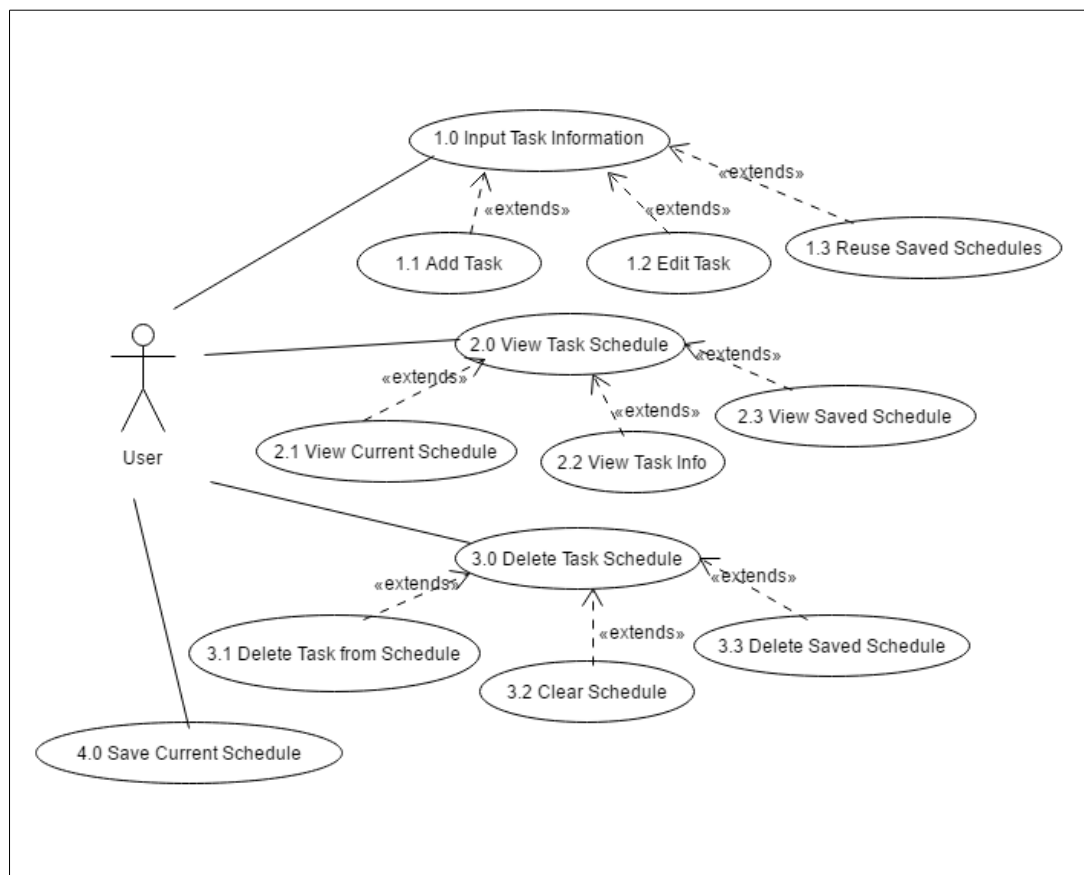 1.0 Input Task Information
«extends»
«extends»
«extends»
1.1 Add Task
1.2 Edit Task
1.3 Reuse Saved Schedules
2.0 View Task Schedule
«extends»
«extends»
«extends»
2.1 View Current Schedule
2.2 View Task Info
2.3 View Saved Schedule
User
3.0 Delete Task Schedule
«extends»
«extends»
«extends»
3.1 Delete Task from Schedule
3.2 Clear Schedule
3.3 Delete Saved Schedule
4.0 Save Current Schedule